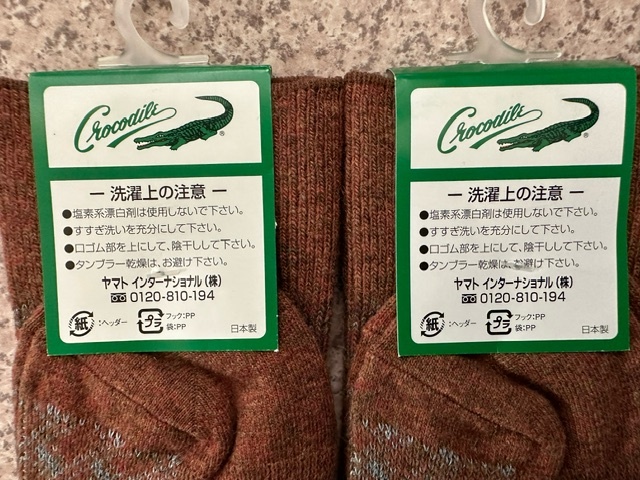 Crocodile ®
― 洗濯上の注意 ―
●塩素系漂白剤は使用しないで下さい。
●すすぎ洗いを充分にして下さい。
●口ゴム部を上にして、陰干しして下さい。
●タンブラー乾燥は、お避け下さい。
ヤマト インターナショナル(株)
0120-810-194
紙 :ヘッダー プラ フック:PP
袋:PP
日本製
Crocodile ®
― 洗濯上の注意 ―
●塩素系漂白剤は使用しないで下さい。
●すすぎ洗いを充分にして下さい。
●口ゴム部を上にして、陰干しして下さい。
●タンブラー乾燥は、お避け下さい。
ヤマト インターナショナル(株)
0120-810-194
紙 :ヘッダー プラ フック:PP
袋:PP
日本製